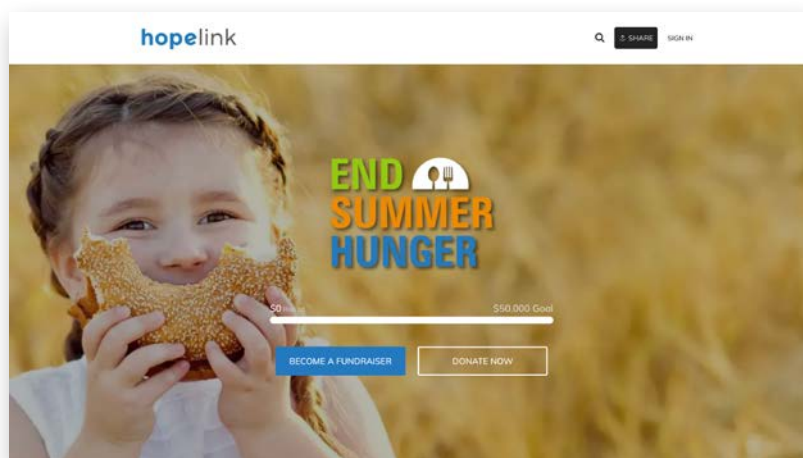 hopelink
SHARE
SIGN IN
END
SUMMER
HUNGER
$0
$50,000 Goal
BECOME A FUNDRAISER
DONATE NOW